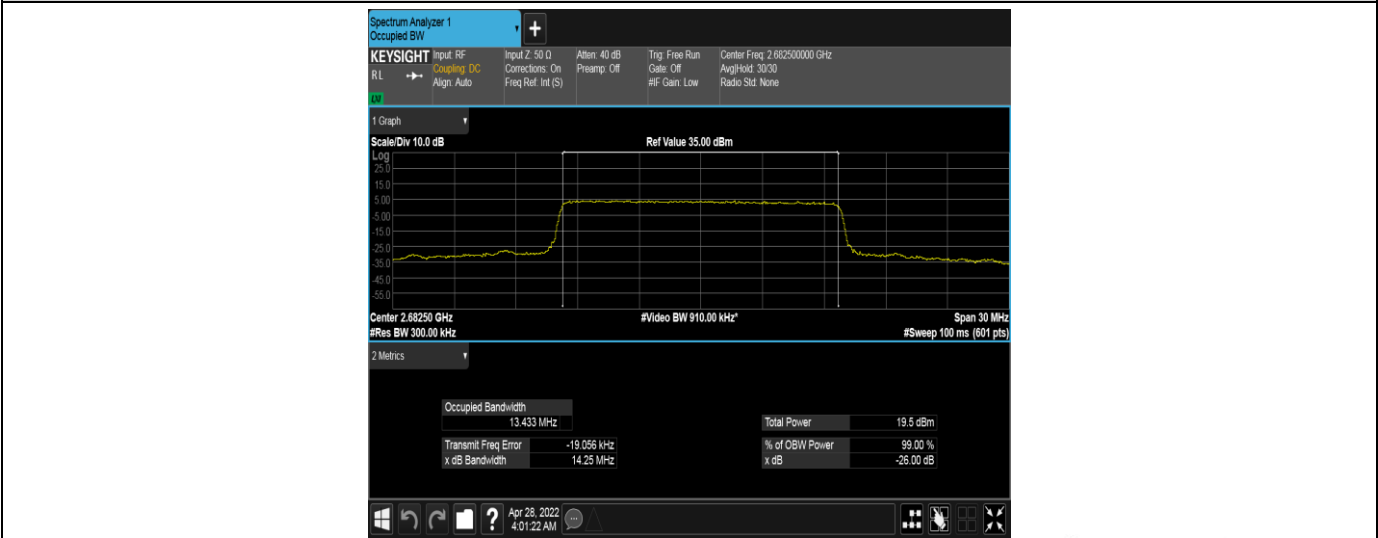 Spectrum Analyzer 1
Occupied BW
+
KEYSIGHT Input: RF Input Z: 50 Ω Atten: 40 dB Trig: Free Run Center Freq: 2.682500000 GHz
RL Coupling: DC Corrections: On Preamp: Off Gate: Off Avg|Hold: 30/30
Align: Auto Freq Ref: Int (S) #IF Gain: Low Radio Std: None
1 Graph
Scale/Div 10.0 dB Ref Value 35.00 dBm
Log
25.0
15.0
5.00
-5.00
-15.0
-25.0
-35.0
-45.0
-55.0
Center 2.68250 GHz #Video BW 910.00 kHz* Span 30 MHz
#Res BW 300.00 kHz #Sweep 100 ms (601 pts)
2 Metrics
Occupied Bandwidth
13.433 MHz Total Power 19.5 dBm
Transmit Freq Error -19.056 kHz % of OBW Power 99.00 %
x dB Bandwidth 14.25 MHz x dB -26.00 dB
? Apr 28, 2022
4:01:22 AM